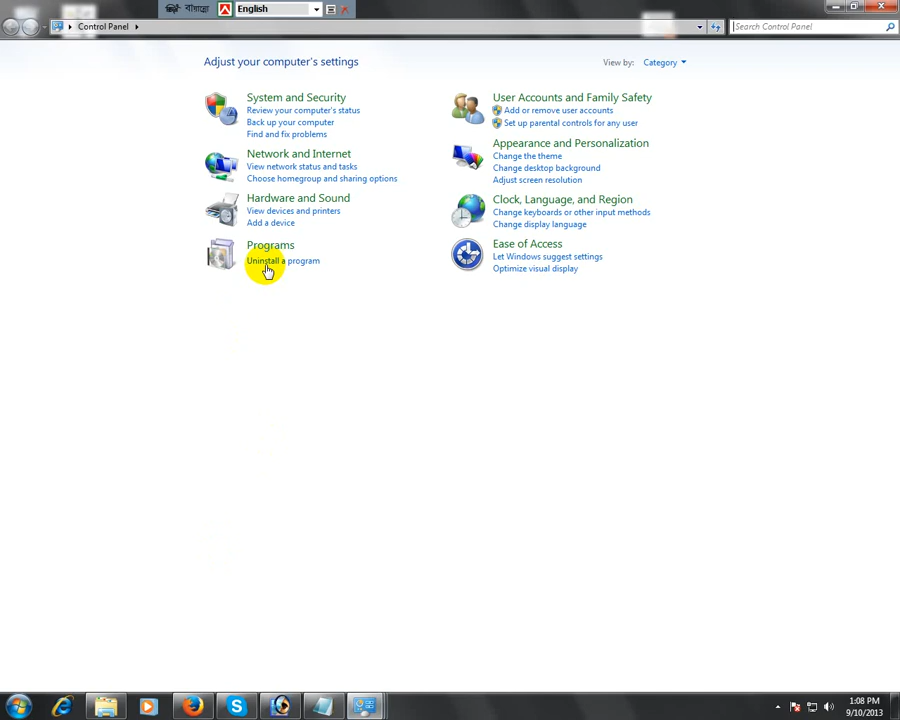 বাংলা English
Control Panel
Search Control Panel
Adjust your computer's settings
View by: Category
System and Security
Review your computer's status
Back up your computer
Find and fix problems
Network and Internet
View network status and tasks
Choose homegroup and sharing options
Hardware and Sound
View devices and printers
Add a device
Programs
Uninstall a program
User Accounts and Family Safety
Add or remove user accounts
Set up parental controls for any user
Appearance and Personalization
Change the theme
Change desktop background
Adjust screen resolution
Clock, Language, and Region
Change keyboards or other input methods
Change display language
Ease of Access
Let Windows suggest settings
Optimize visual display
1:08 PM
9/10/2013